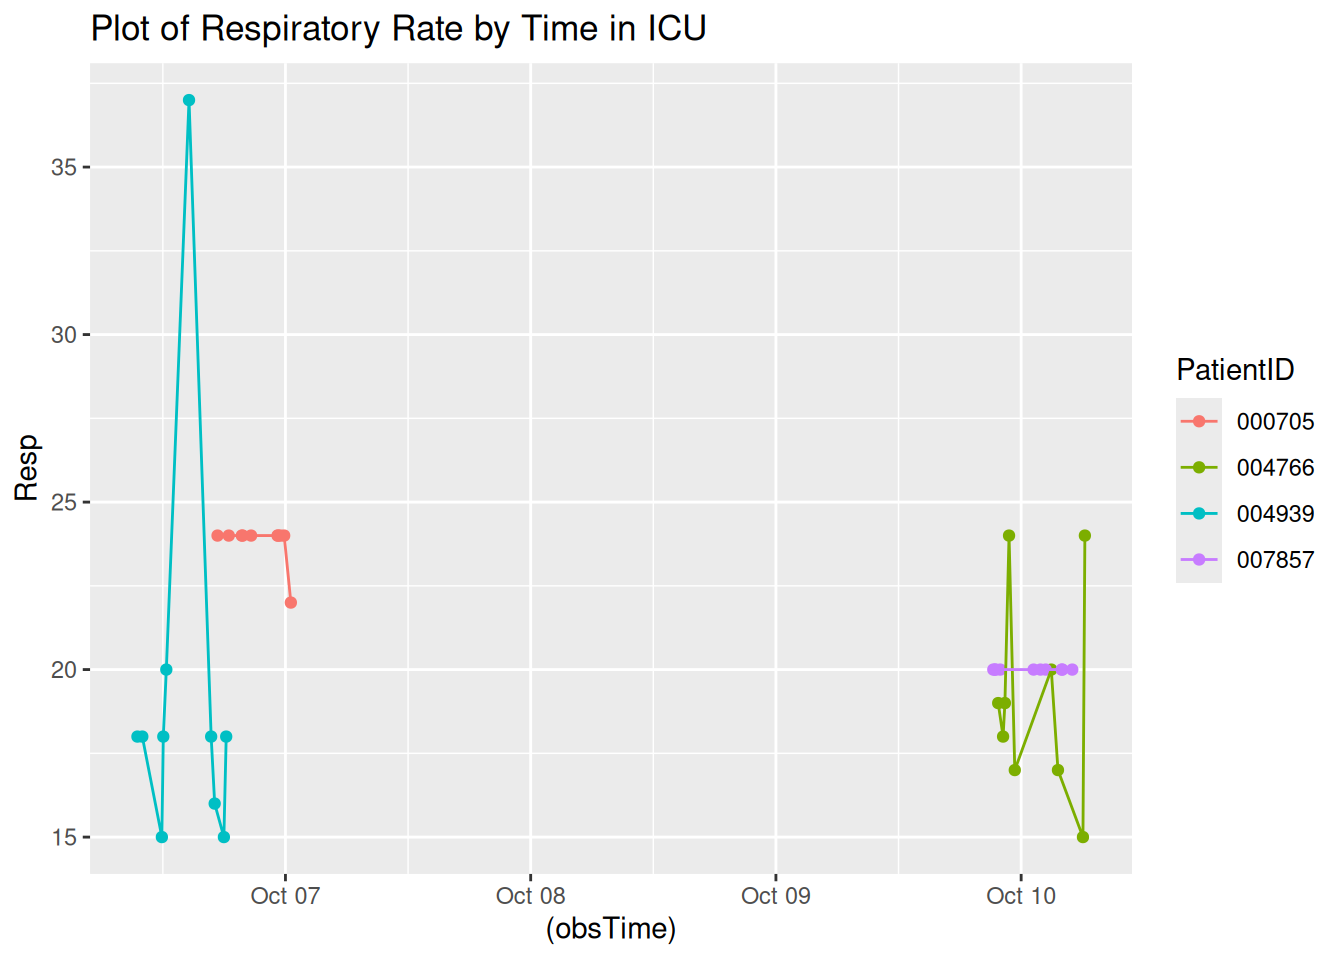 Plot of Respiratory Rate by Time in ICU
35
30
25
20
15
Resp
Oct 07 Oct 08 Oct 09 Oct 10
(obsTime)
PatientID
000705
004766
004939
007857